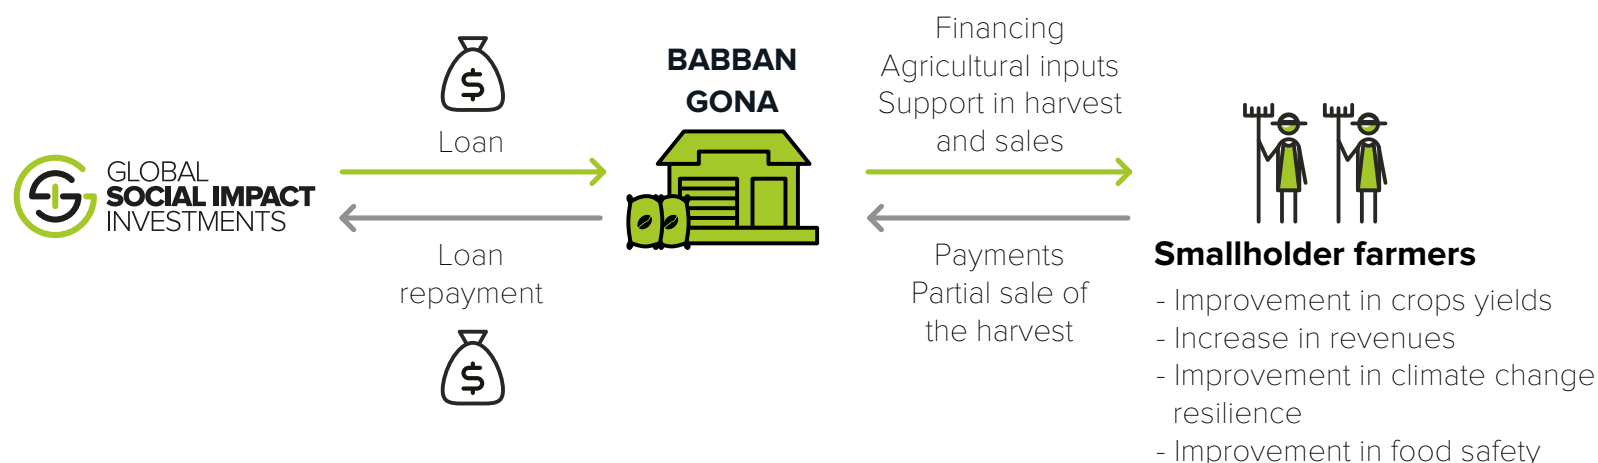 GLOBAL
SOCIAL IMPACT
INVESTMENTS
$
Loan
Loan
repayment
$
BABBAN
GONA
Financing
Agricultural inputs
Support in harvest
and sales
Payments
Partial sale of
the harvest
Smallholder farmers
- Improvement in crops yields
- Increase in revenues
- Improvement in climate change
resilience
- Improvement in food safety